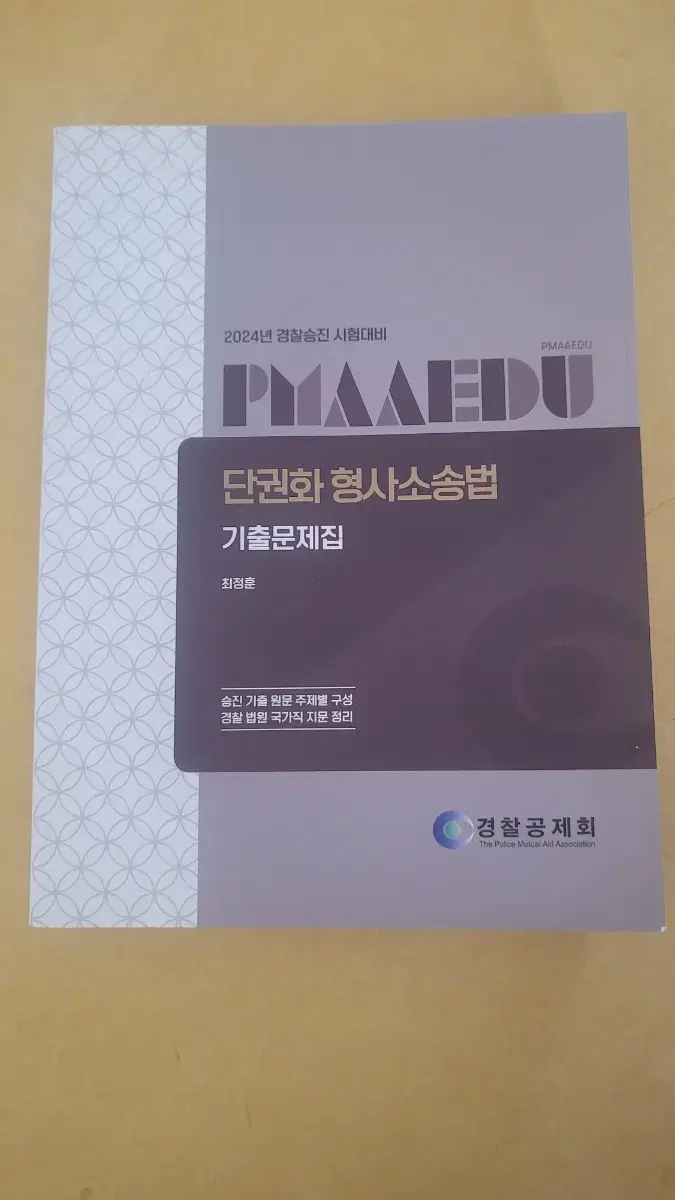 2024년 경찰승진 시험대비
PMAAEDU
PMAAEDU
단권화 형사소송법
기출문제집
최정훈
승진 기출 원문 주제별 구성
경찰 법원 국가직 지문 정리
경찰공제회
The Police Mutual Aid Association